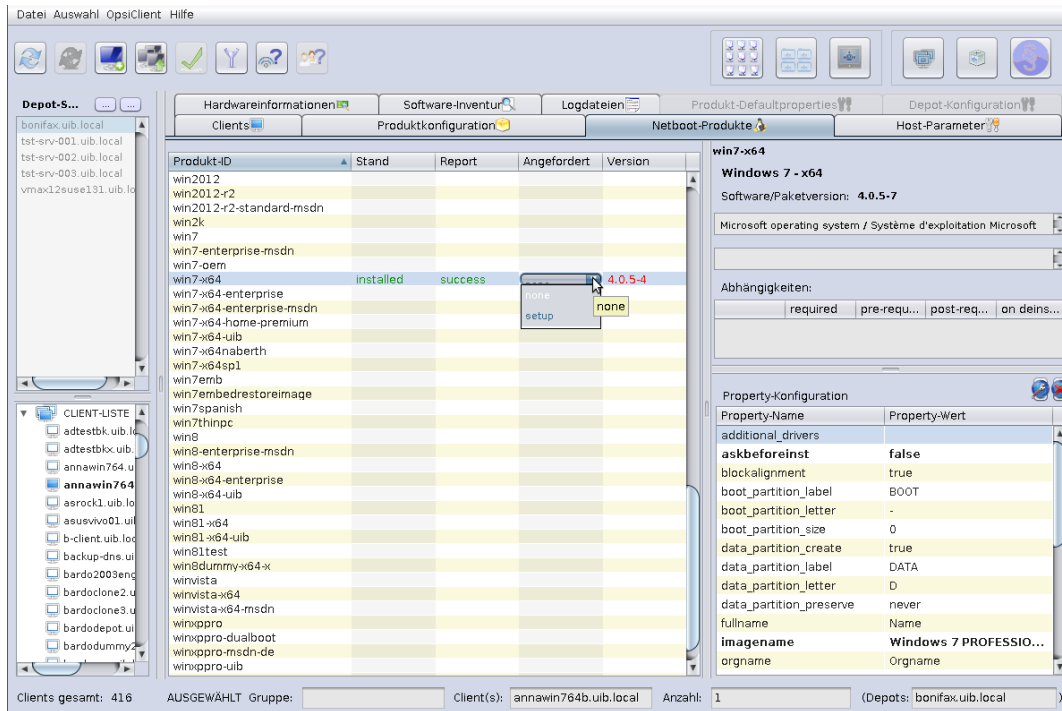 Datei Auswahl OpsiClient Hilfe
Depot-S... ... ...
bonifax.uib.local
tst-srv-001.uib.local
tst-srv-002.uib.local
tst-srv-003.uib.local
vmax12suse131.uib.lo
CLIENT-LISTE
adtestbk.uib.lo
adtestbkx.uib.
annawin764.u
annawin764
asrock1.uib.lo
asusvivo01.uil
b-client.uib.loc
backup-dns.ui
bardo2003eng
bardoclone2.u
bardoclone3.u
bardodepot.ui
bardodummy2
Hardwareinformationen Software-Inventur Logdateien Produkt-Defaultproperties Depot-Konfiguration
Clients Produktkonfiguration Netboot-Produkte Host-Parameter
Produkt-ID Stand Report Angefordert Version
win2012
win2012-r2
win2012-r2-standard-msdn
win2k
win7
win7-enterprise-msdn
win7-oem
win7-x64 installed success 4.0.5-4
win7-x64-enterprise none
win7-x64-enterprise-msdn none
win7-x64-home-premium setup
win7-x64-uib
win7-x64naberth
win7-x64sp1
win7emb
win7embedrestoreimage
win7spanish
win7thinpc
win8
win8-enterprise-msdn
win8-x64
win8-x64-enterprise
win8-x64-uib
win81
win81-x64
win81-x64-uib
win81test
win8dummy-x64-x
winvista
winvista-x64
winvista-x64-msdn
winxppro
winxppro-dualboot
winxppro-msdn-de
winxppro-uib
win7-x64
Windows 7 - x64
Software/Paketversion: 4.0.5-7
Microsoft operating system / Système d'exploitation Microsoft
Abhängigkeiten:
required pre-requ... post-req... on deins...
Property-Konfiguration
Property-Name Property-Wert
additional_drivers
askbeforeinst false
blockalignment true
boot_partition_label BOOT
boot_partition_letter -
boot_partition_size 0
data_partition_create true
data_partition_label DATA
data_partition_letter D
data_partition_preserve never
fullname Name
imagename Windows 7 PROFESSIO...
orgname Orgname
Clients gesamt: 416 AUSGEWÄHLT Gruppe: Client(s): annawin764b.uib.local Anzahl: 1 (Depots: bonifax.uib.local )